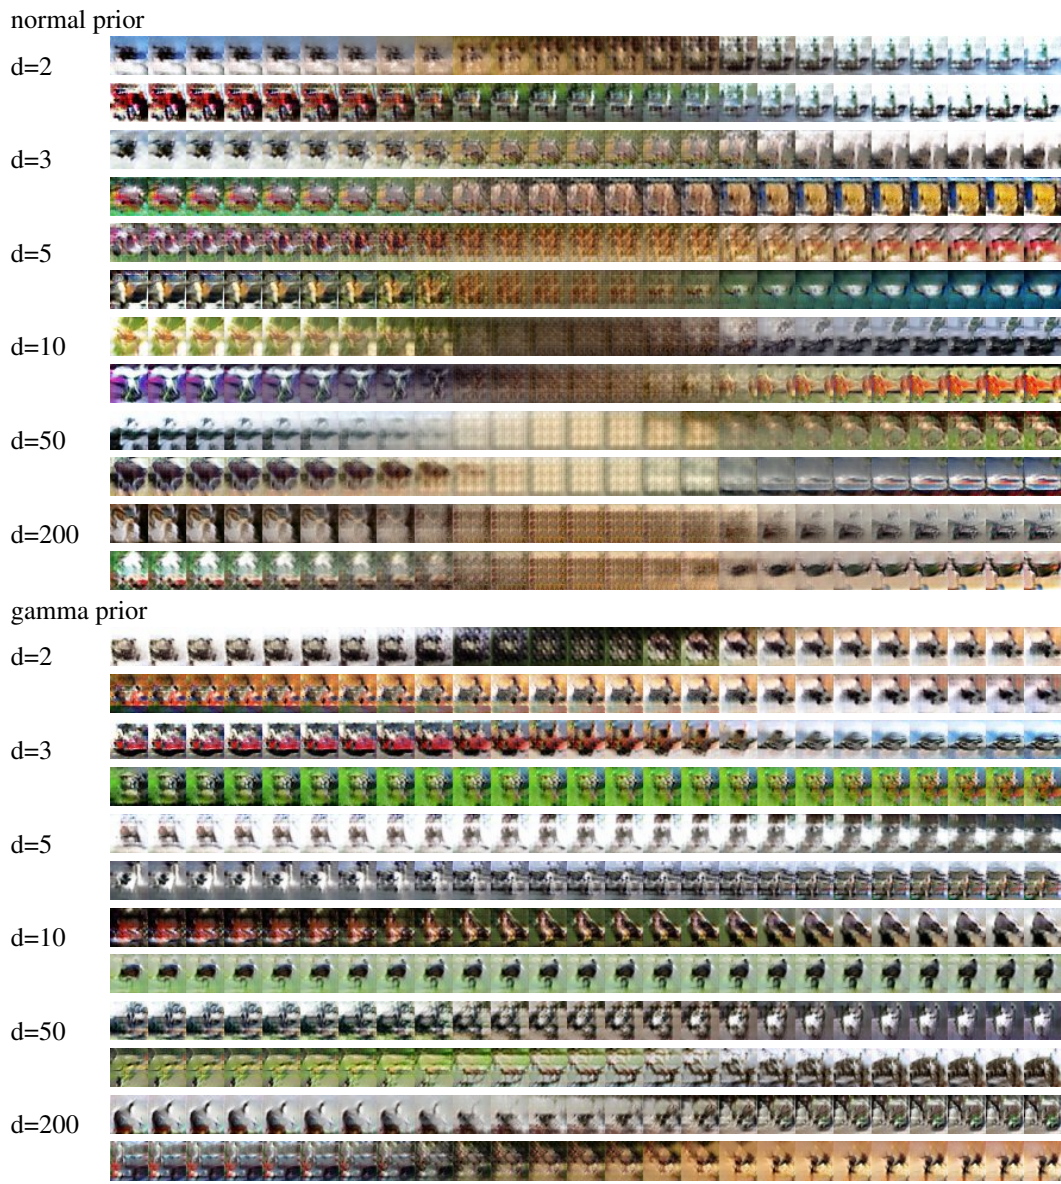 normal prior
d=2
d=3
d=5
d=10
d=50
d=200
gamma prior
d=2
d=3
d=5
d=10
d=50
d=200